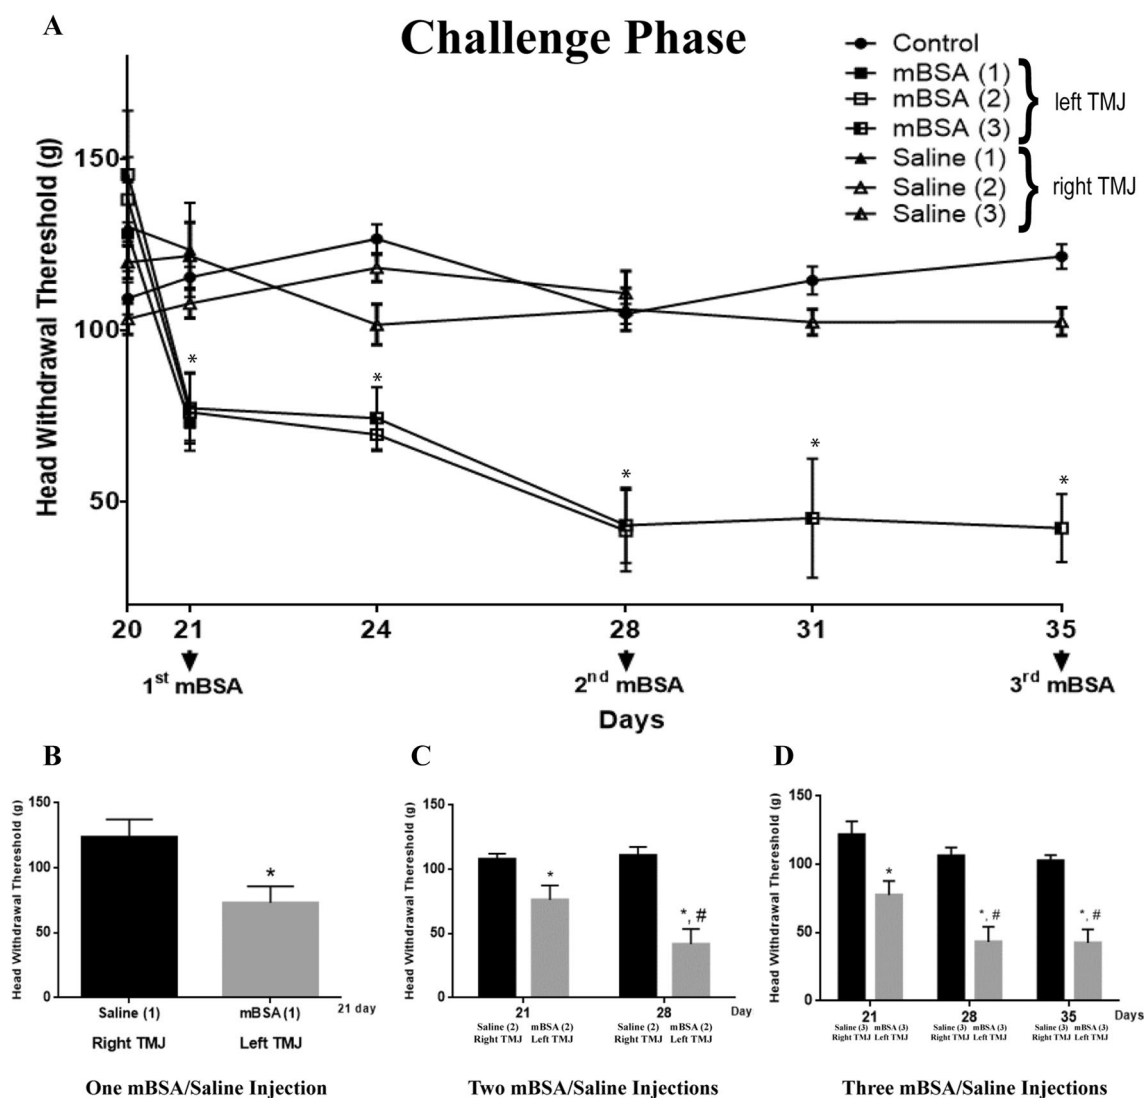 A
Challenge Phase
Control
mBSA (1)
mBSA (2)
mBSA (3)
left TMJ
Saline (1)
Saline (2)
Saline (3)
right TMJ
Head Withdrawal Thereshold (g)
150
100
50
*
*
*
*
*
20 21 24 28 31 35
1st mBSA
2nd mBSA
3rd mBSA
Days
B
Head Withdrawal Thereshold (g)
150
100
50
0
*
Saline (1) mBSA (1) 21 day
Right TMJ Left TMJ
One mBSA/Saline Injection
C
Head Withdrawal Thereshold (g)
150
100
50
0
*
*, #
21 28 Day
Saline (2) mBSA (2) Saline (2) mBSA (2)
Right TMJ Left TMJ Right TMJ Left TMJ
Two mBSA/Saline Injections
D
Head Withdrawal Thereshold (g)
150
100
50
0
*
*, #
*, #
21 28 35 Days
Saline (3) mBSA (3) Saline (3) mBSA (3) Saline (3) mBSA (3)
Right TMJ Left TMJ Right TMJ Left TMJ Right TMJ Left TMJ
Three mBSA/Saline Injections